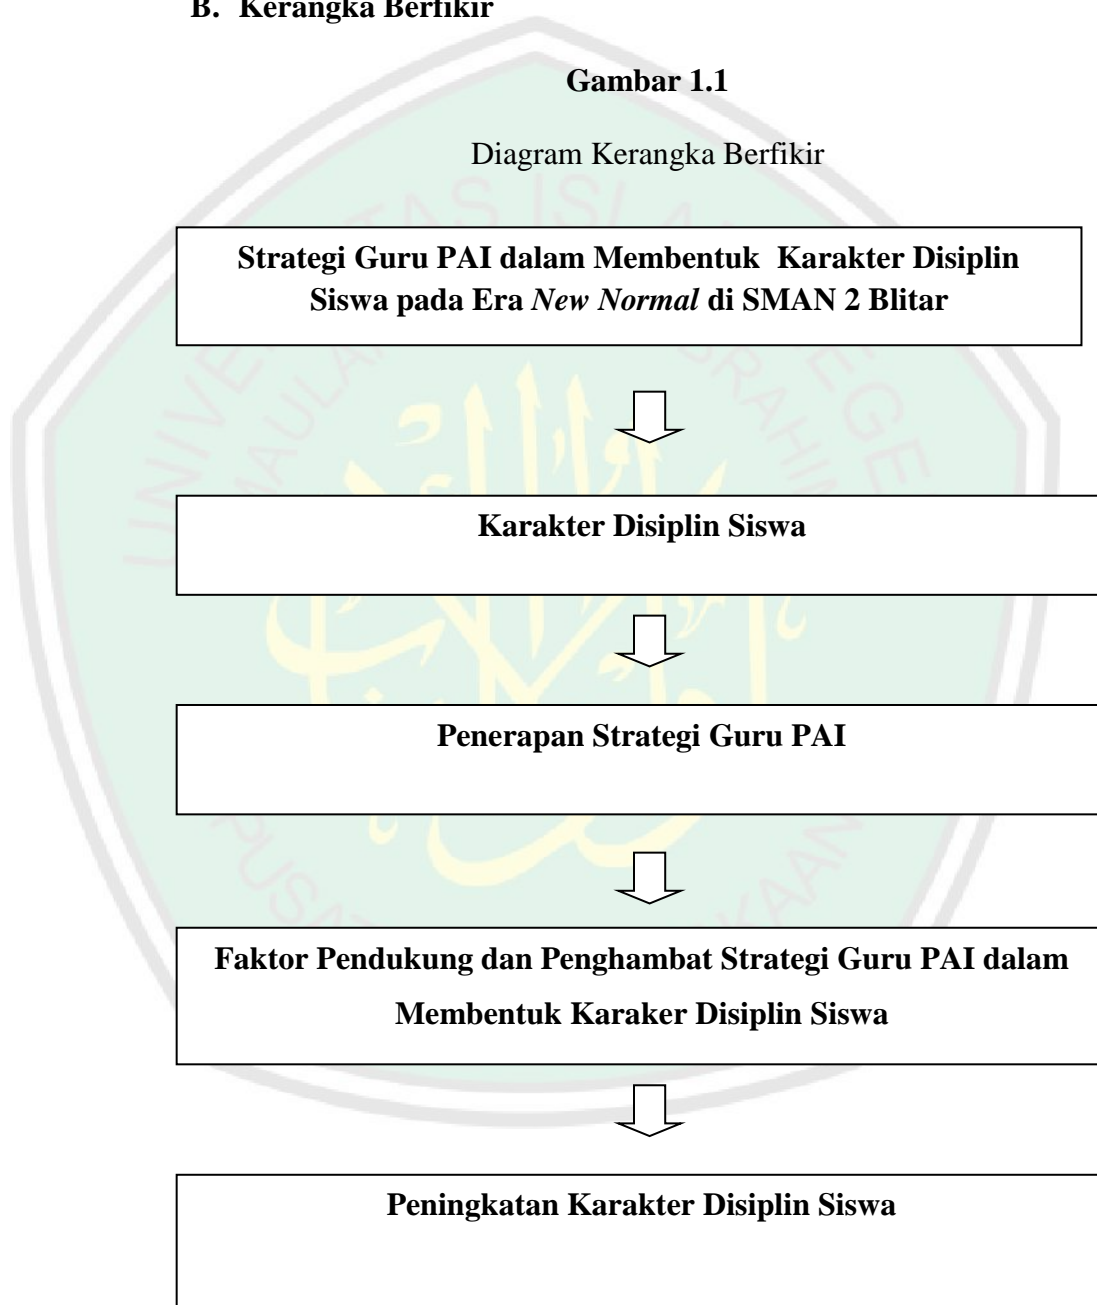 B. Kerangka Berfikir
Gambar 1.1
Diagram Kerangka Berfikir
Strategi Guru PAI dalam Membentuk Karakter Disiplin
Siswa pada Era New Normal di SMAN 2 Blitar
Karakter Disiplin Siswa
Penerapan Strategi Guru PAI
Faktor Pendukung dan Penghambat Strategi Guru PAI dalam
Membentuk Karaker Disiplin Siswa
Peningkatan Karakter Disiplin Siswa